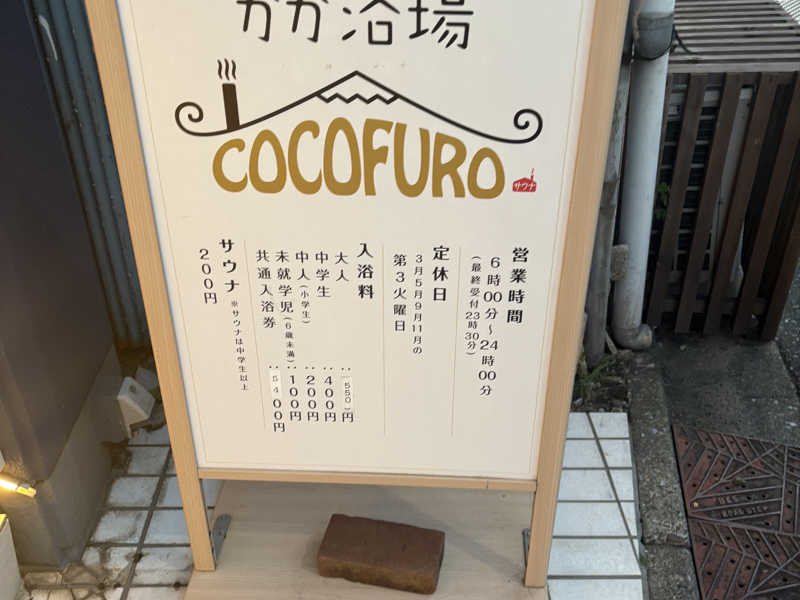 かが浴場
COCOFURO
サウナ
営業時間
6時00分～24時00分
(最終受付23時30分)
定休日
3月5月9月11月の
第3火曜日
入浴料
大人 ‥550円
中学生 ‥400円
中人(小学生) ‥200円
未就学児(6歳未満) ‥100円
共通入浴券 ‥5400円
サウナ ※サウナは中学生以上
200円